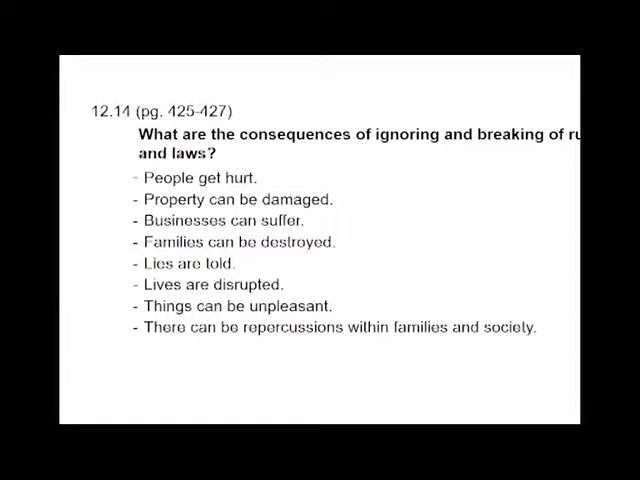 12.14 (pg. 425-427)
What are the consequences of ignoring and breaking of
and laws?
- People get hurt.
- Property can be damaged.
- Businesses can suffer.
- Families can be destroyed.
- Lies are told.
- Lives are disrupted.
- Things can be unpleasant.
- There can be repercussions within families and society.